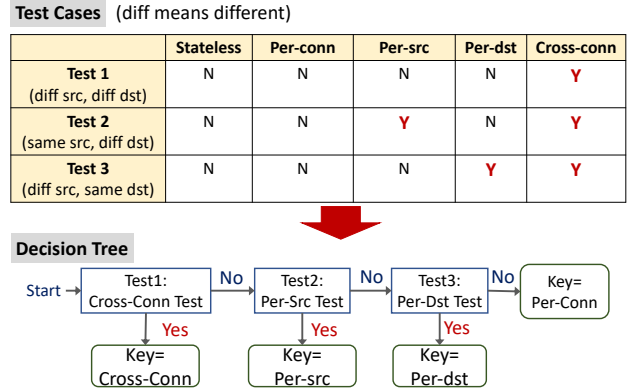 Test Cases (diff means different)
Stateless Per-conn Per-src Per-dst Cross-conn
Test 1
(diff src, diff dst)
N N N N Y
Test 2
(same src, diff dst)
N N Y N Y
Test 3
(diff src, same dst)
N N N Y Y
Decision Tree
Start
Test1:
Cross-Conn Test
No
Test2:
Per-Src Test
No
Test3:
Per-Dst Test
No
Key=
Per-Conn
Yes
Yes
Yes
Key=
Cross-Conn
Key=
Per-src
Key=
Per-dst